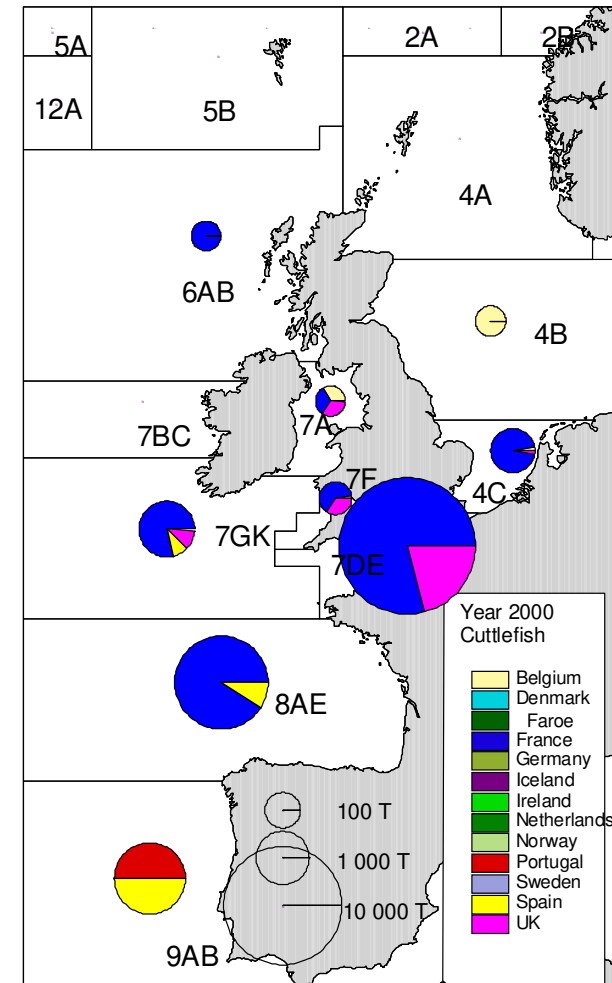 5A
2A
2B
12A
5B
4A
6AB
4B
7A
7BC
7F
4C
7GK
7DE
Year 2000
Cuttlefish
Belgium
Denmark
Faroe
France
Germany
Iceland
Ireland
Netherlands
Norway
Portugal
Sweden
Spain
UK
8AE
100 T
1 000 T
10 000 T
9AB